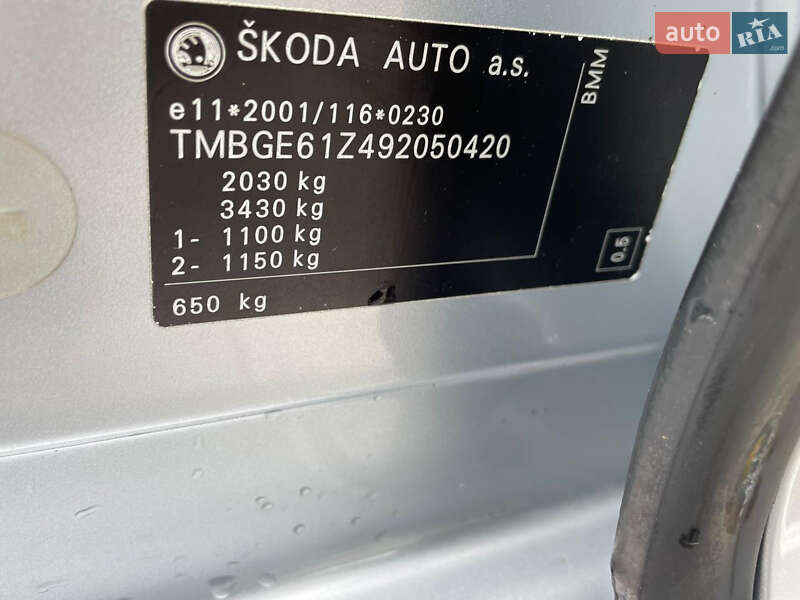 ŠKODA AUTO a.s.
BMM
e11*2001/116*0230
TMBGE61Z492050420
2030 kg
3430 kg
1- 1100 kg
2- 1150 kg
0.5
650 kg
auto RIA
.com